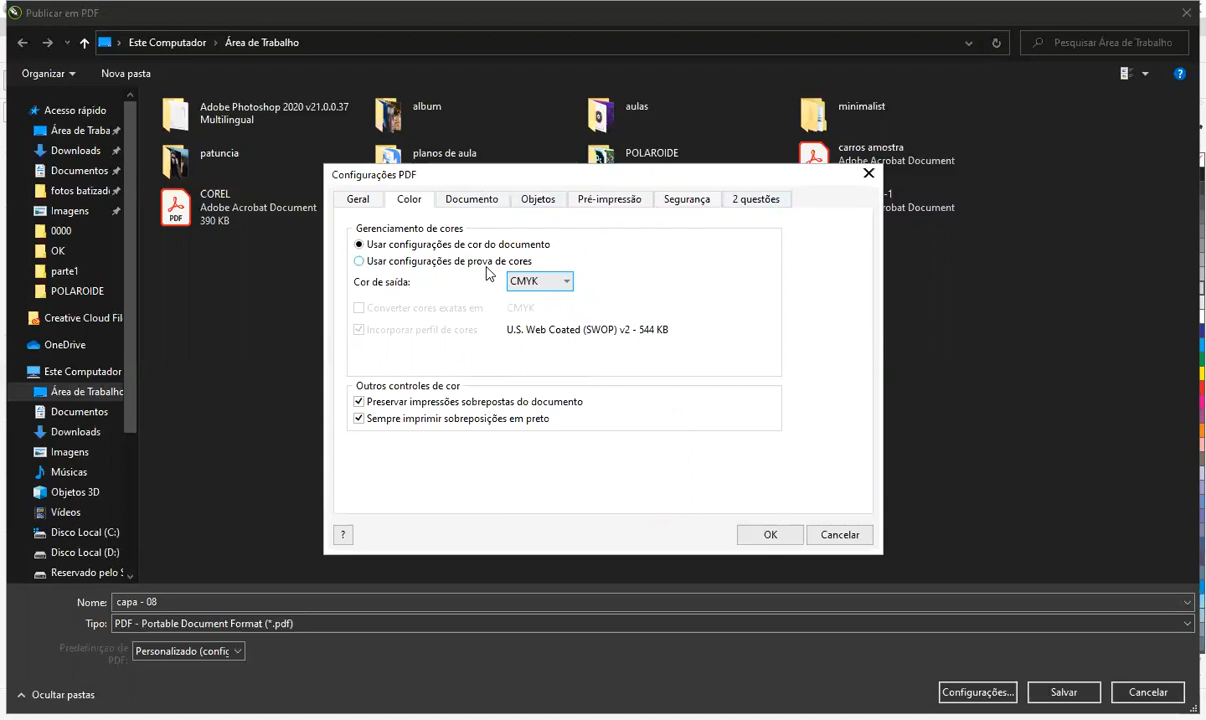 Publicar em PDF
Este Computador
Área de Trabalho
Pesquisar Área de Trabalho
Organizar
Nova pasta
Acesso rápido
Área de Traba
Downloads
Documentos
fotos batizad
Imagens
0000
OK
parte1
POLAROIDE
Creative Cloud Fil
OneDrive
Este Computador
Área de Trabalho
Documentos
Downloads
Imagens
Músicas
Objetos 3D
Vídeos
Disco Local (C:)
Disco Local (D:)
Reservado pelo S
Adobe Photoshop 2020 v21.0.0.37
Multilingual
album
aulas
minimalist
patuncia
planos de aula
POLAROIDE
carros amostra
Adobe Acrobat Document
COREL
Adobe Acrobat Document
390 KB
PDF
-1
bat Document
Configurações PDF
Geral
Color
Documento
Objetos
Pré-impressão
Segurança
2 questões
Gerenciamento de cores
Usar configurações de cor do documento
Usar configurações de prova de cores
Cor de saída:
CMYK
Converter cores exatas em
CMYK
Incorporar perfil de cores
U.S. Web Coated (SWOP) v2 - 544 KB
Outros controles de cor
Preservar impressões sobrepostas do documento
Sempre imprimir sobreposições em preto
?
OK
Cancelar
Nome:
capa - 08
Tipo:
PDF - Portable Document Format (*.pdf)
Predefinição de
PDF:
Personalizado (config
Ocultar pastas
Configurações...
Salvar
Cancelar